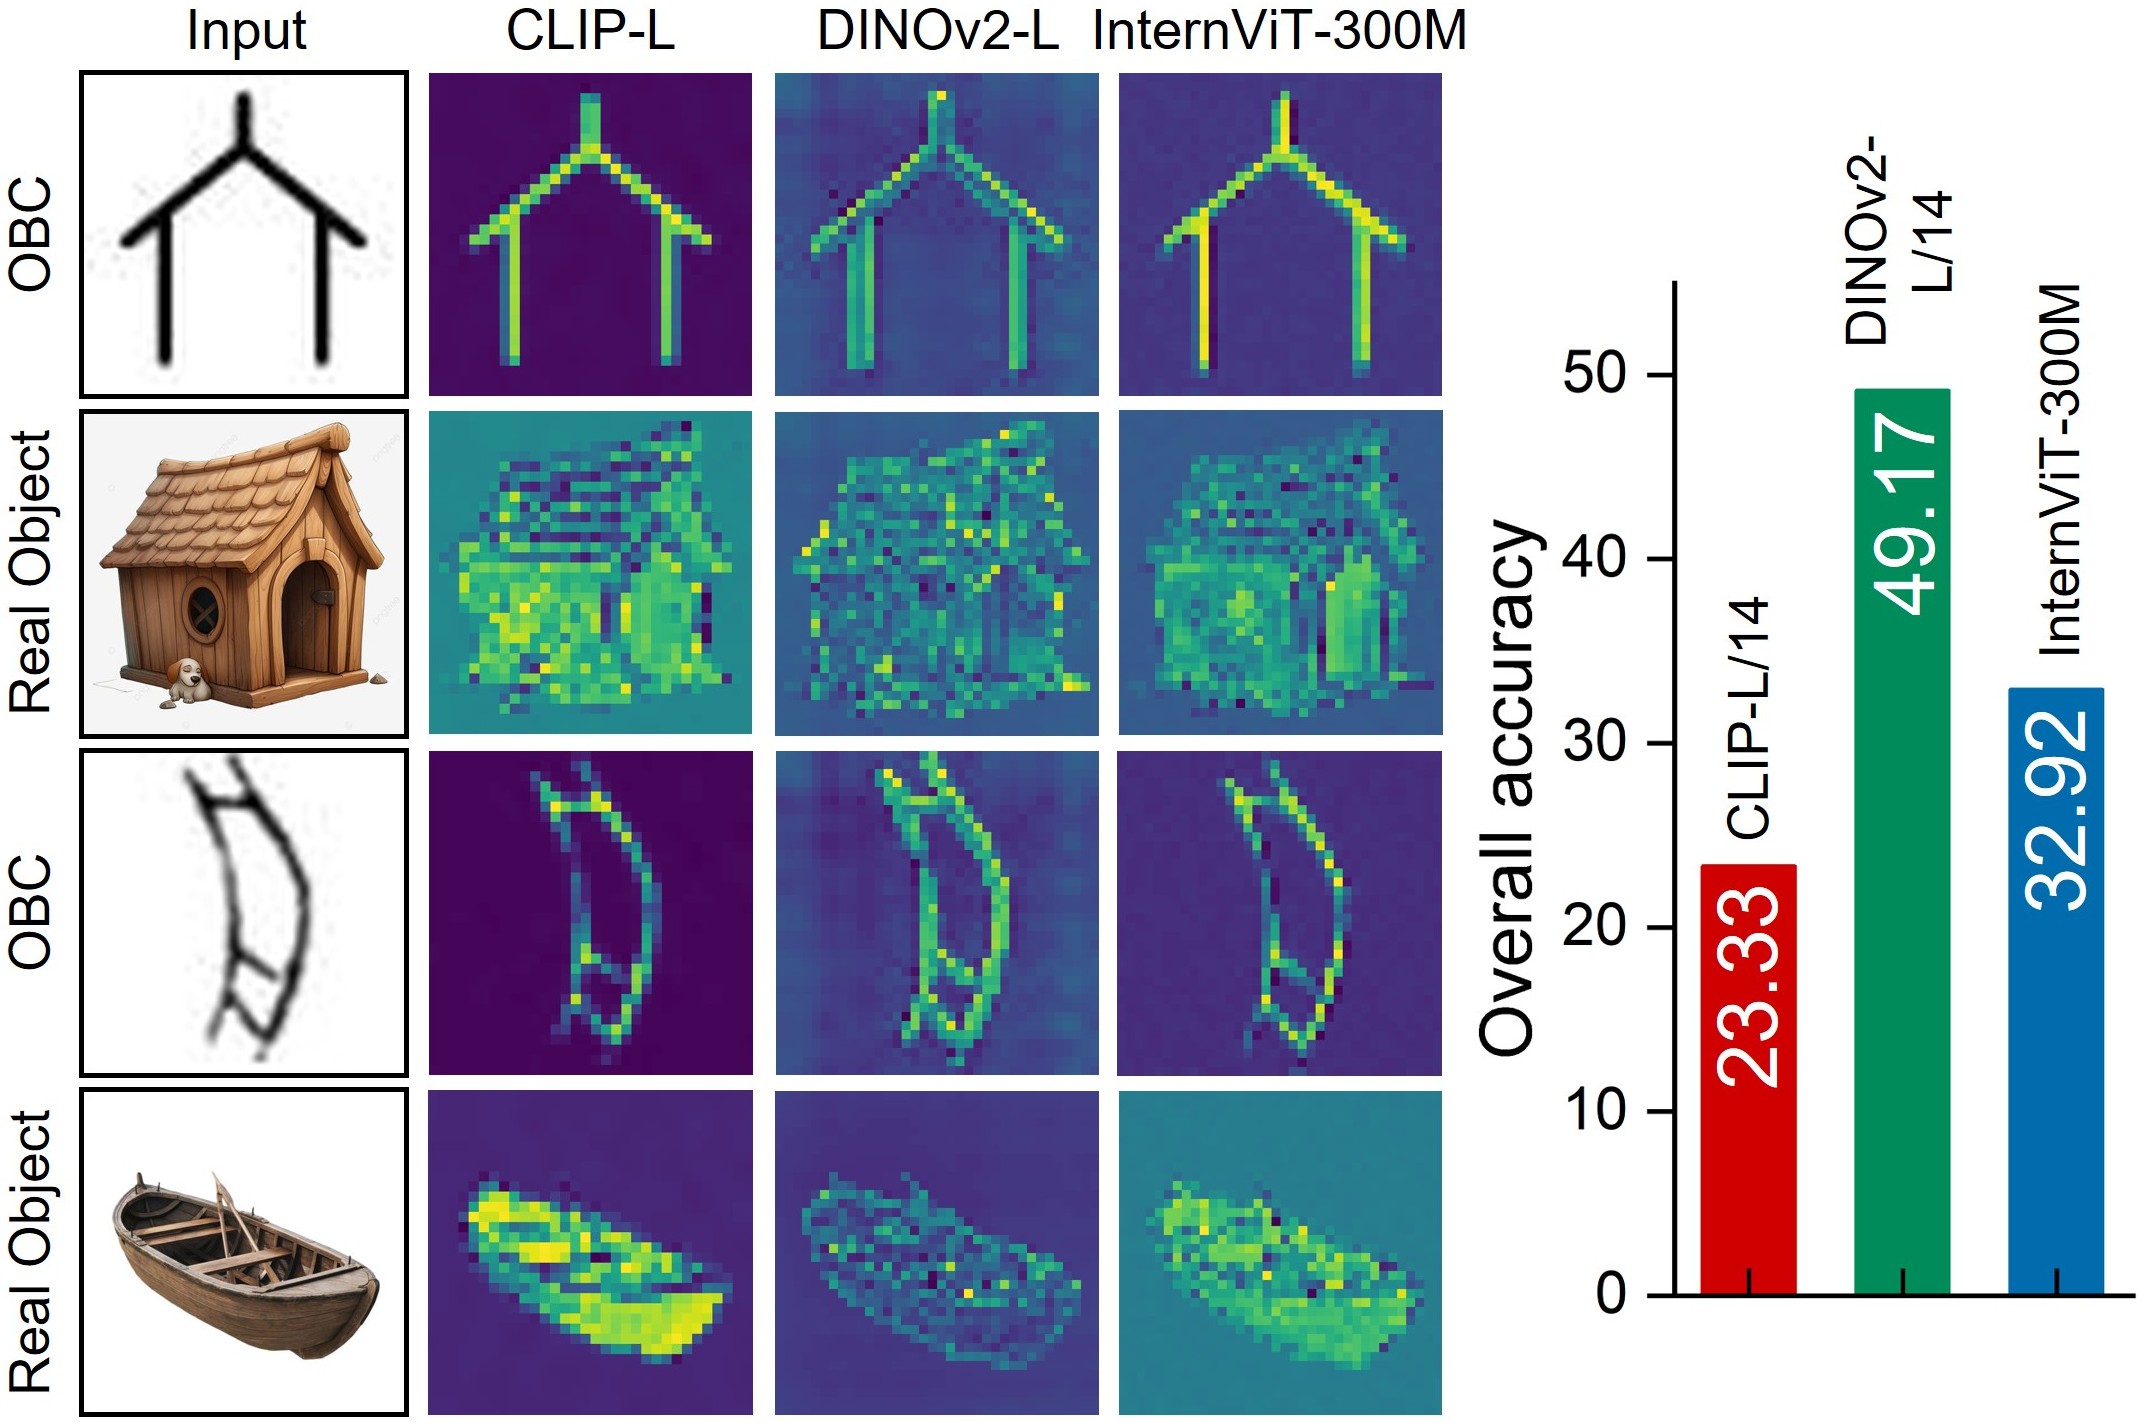 Input
CLIP-L
DINOv2-L
InternViT-300M
OBC
Real Object
OBC
Real Object
Overall accuracy
50
40
30
20
10
0
CLIP-L/14
23.33
DINOv2-
L/14
49.17
InternViT-300M
32.92